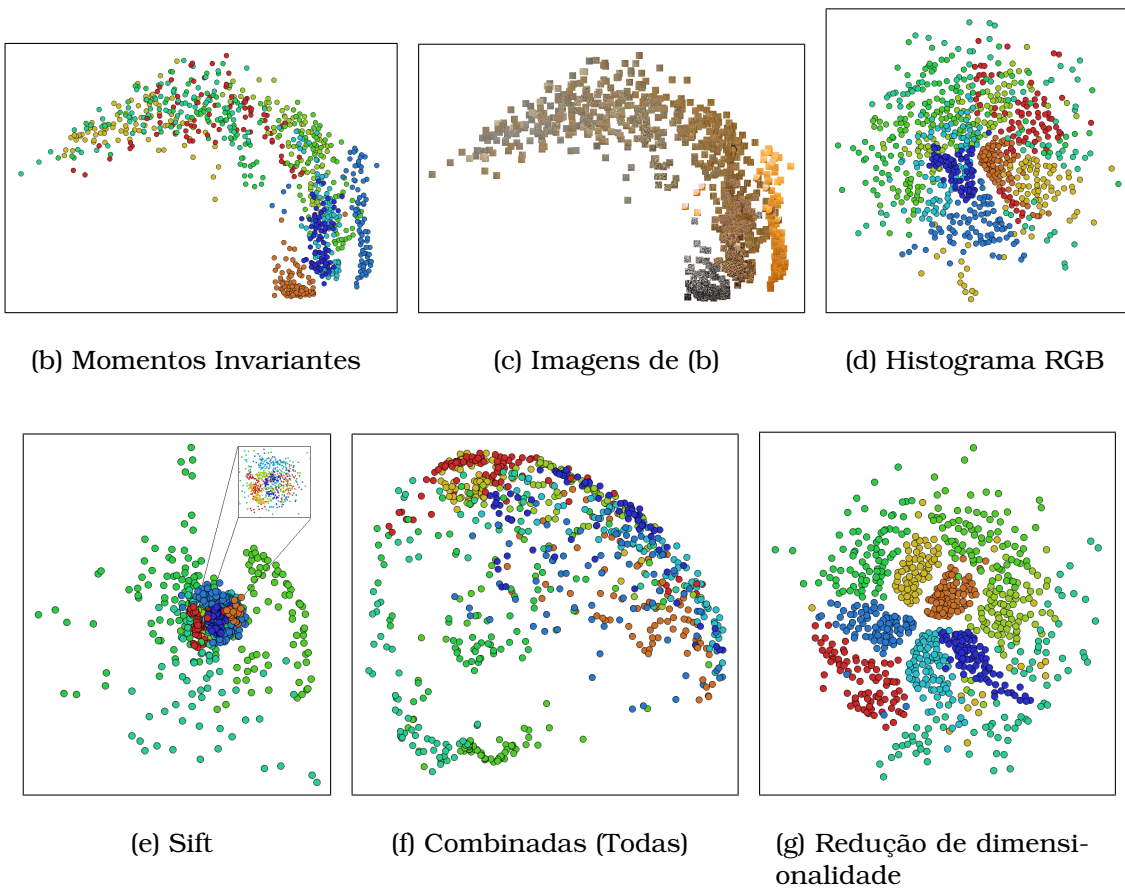 (b) Momentos Invariantes
(c) Imagens de (b)
(d) Histograma RGB
(e) Sift
(f) Combinadas (Todas)
(g) Redução de dimensi-
onalidade